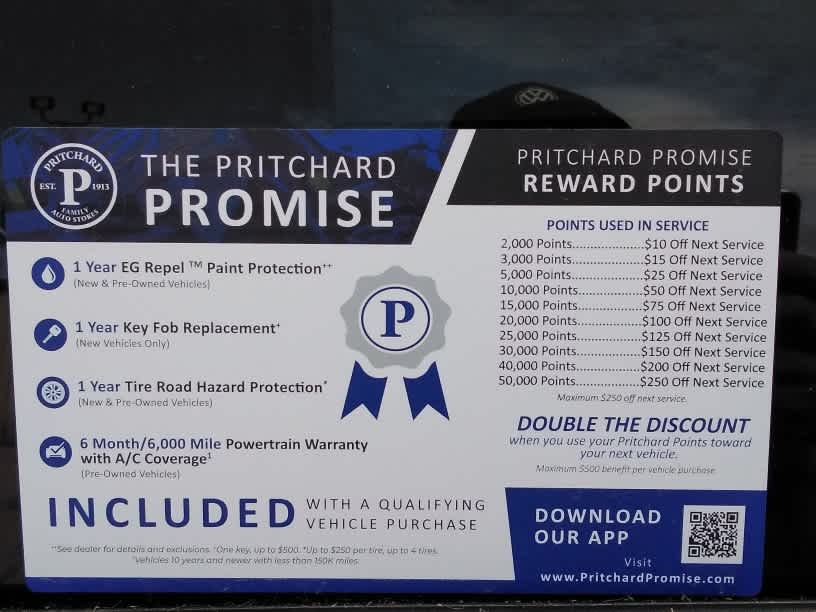 PRITCHARD
EST. P 1913
FAMILY
AUTO STORES
THE PRITCHARD
PROMISE
1 Year EG Repel ™ Paint Protection⁺⁺
(New & Pre-Owned Vehicles)
1 Year Key Fob Replacement⁺
(New Vehicles Only)
1 Year Tire Road Hazard Protection*
(New & Pre-Owned Vehicles)
6 Month/6,000 Mile Powertrain Warranty
with A/C Coverage¹
(Pre-Owned Vehicles)
P
INCLUDED WITH A QUALIFYING
VEHICLE PURCHASE
⁺⁺See dealer for details and exclusions. ⁺One key, up to $500. *Up to $250 per tire, up to 4 tires.
¹Vehicles 10 years and newer with less than 150K miles.
PRITCHARD PROMISE
REWARD POINTS
POINTS USED IN SERVICE
2,000 Points....................$10 Off Next Service
3,000 Points....................$15 Off Next Service
5,000 Points....................$25 Off Next Service
10,000 Points..................$50 Off Next Service
15,000 Points..................$75 Off Next Service
20,000 Points..................$100 Off Next Service
25,000 Points..................$125 Off Next Service
30,000 Points..................$150 Off Next Service
40,000 Points..................$200 Off Next Service
50,000 Points..................$250 Off Next Service
Maximum $250 off next service.
DOUBLE THE DISCOUNT
when you use your Pritchard Points toward
your next vehicle.
Maximum $500 benefit per vehicle purchase.
DOWNLOAD
OUR APP
Visit
www.PritchardPromise.com